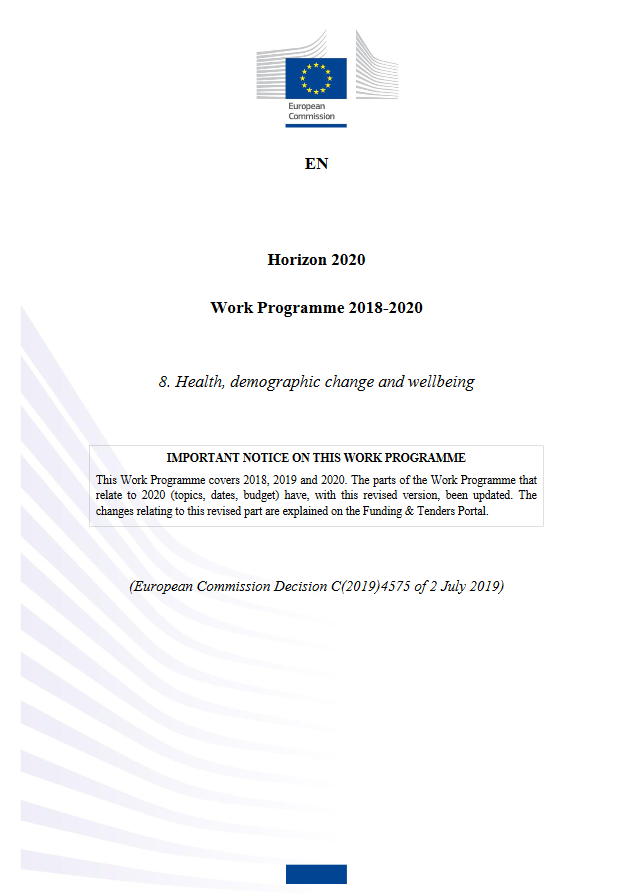 European
Commission
EN
Horizon 2020
Work Programme 2018-2020
8. Health, demographic change and wellbeing
IMPORTANT NOTICE ON THIS WORK PROGRAMME
This Work Programme covers 2018, 2019 and 2020. The parts of the Work Programme that
relate to 2020 (topics, dates, budget) have, with this revised version, been updated. The
changes relating to this revised part are explained on the Funding & Tenders Portal.
(European Commission Decision C(2019)4575 of 2 July 2019)